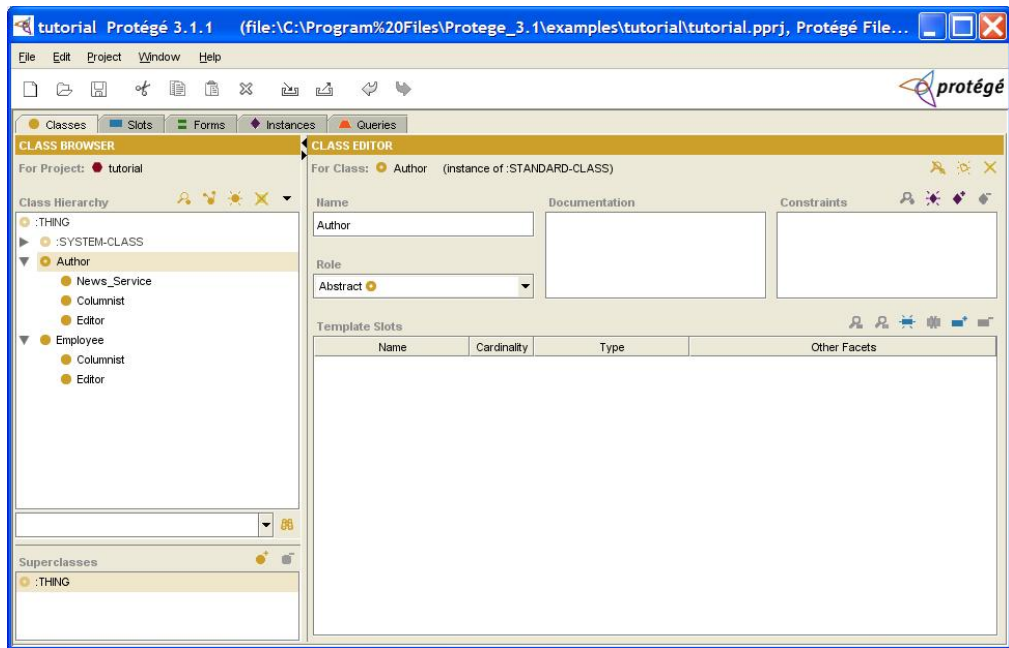 tutorial Protégé 3.1.1 (file:\C:\Program%20Files\Protege_3.1\examples\tutorial\tutorial.pprj, Protégé File...
File Edit Project Window Help
protégé
Classes Slots Forms Instances Queries
CLASS BROWSER
For Project: tutorial
Class Hierarchy
:THING
:SYSTEM-CLASS
Author
News_Service
Columnist
Editor
Employee
Columnist
Editor
Superclasses
:THING
CLASS EDITOR
For Class: Author (instance of :STANDARD-CLASS)
Name Documentation Constraints
Author
Role
Abstract
Template Slots
Name Cardinality Type Other Facets